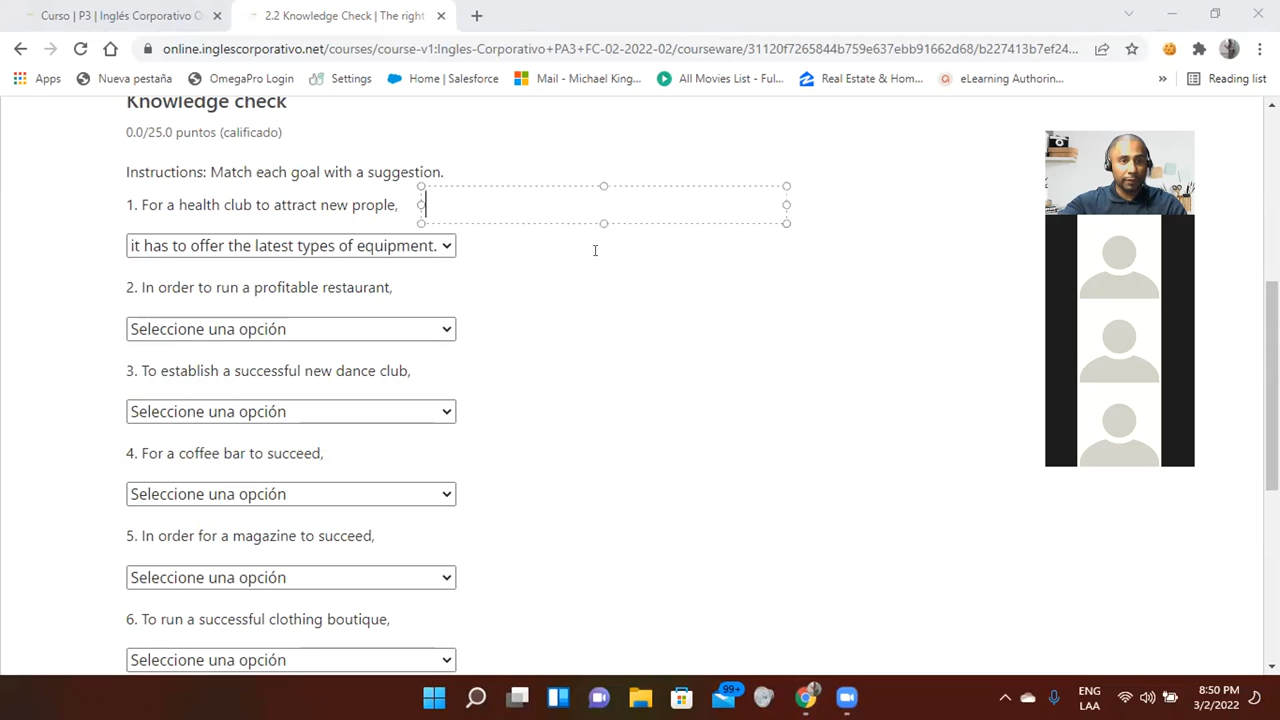 Curso | P3 | Inglés Corporativo O
2.2 Knowledge Check | The right
online.inglescorporativo.net/courses/course-v1:Ingles-Corporativo+PA3+FC-02-2022-02/courseware/31120f7265844b759e637ebb91662d68/b227413b7ef24...
Apps
Nueva pestaña
OmegaPro Login
Settings
Home | Salesforce
Mail - Michael King...
All Movies List - Ful...
Real Estate & Hom...
eLearning Authorin...
»
Reading list
Knowledge check
0.0/25.0 puntos (calificado)
Instructions: Match each goal with a suggestion.
1. For a health club to attract new prople,
it has to offer the latest types of equipment.
2. In order to run a profitable restaurant,
Seleccione una opción
3. To establish a successful new dance club,
Seleccione una opción
4. For a coffee bar to succeed,
Seleccione una opción
5. In order for a magazine to succeed,
Seleccione una opción
6. To run a successful clothing boutique,
Seleccione una opción
99+
ENG
LAA
8:50 PM
3/2/2022